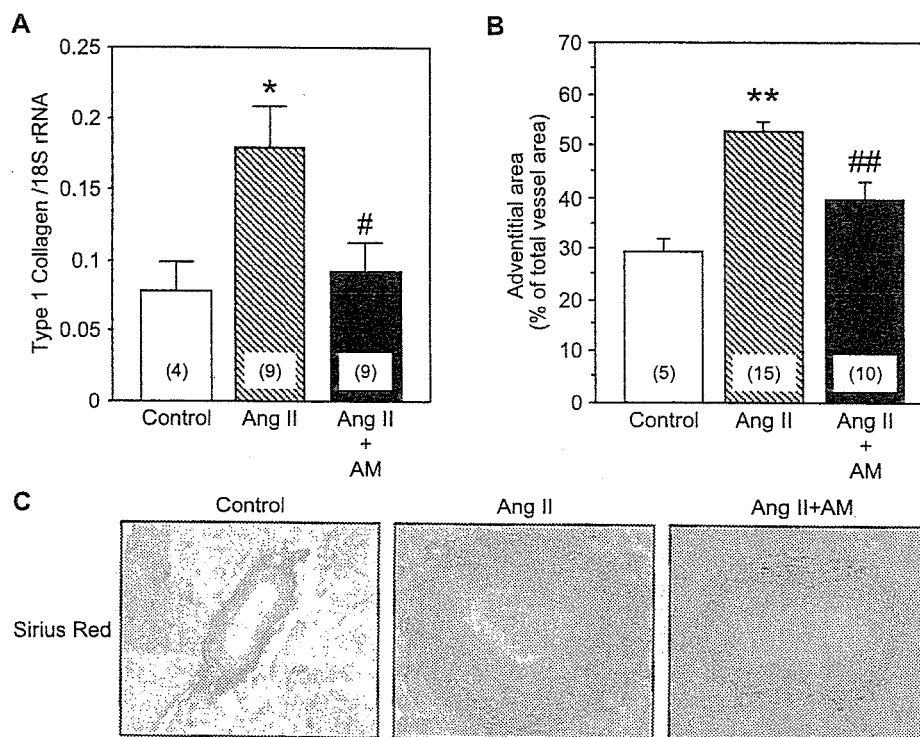 A
Type 1 Collagen /18S rRNA
0.25
0.2
0.15
0.1
0.05
0
*
#
(4)
(9)
(9)
Control
Ang II
Ang II
+
AM
B
Adventitial area
(% of total vessel area)
70
60
50
40
30
20
10
0
**
##
(5)
(15)
(10)
Control
Ang II
Ang II
+
AM
C
Control
Ang II
Ang II+AM
Sirius Red